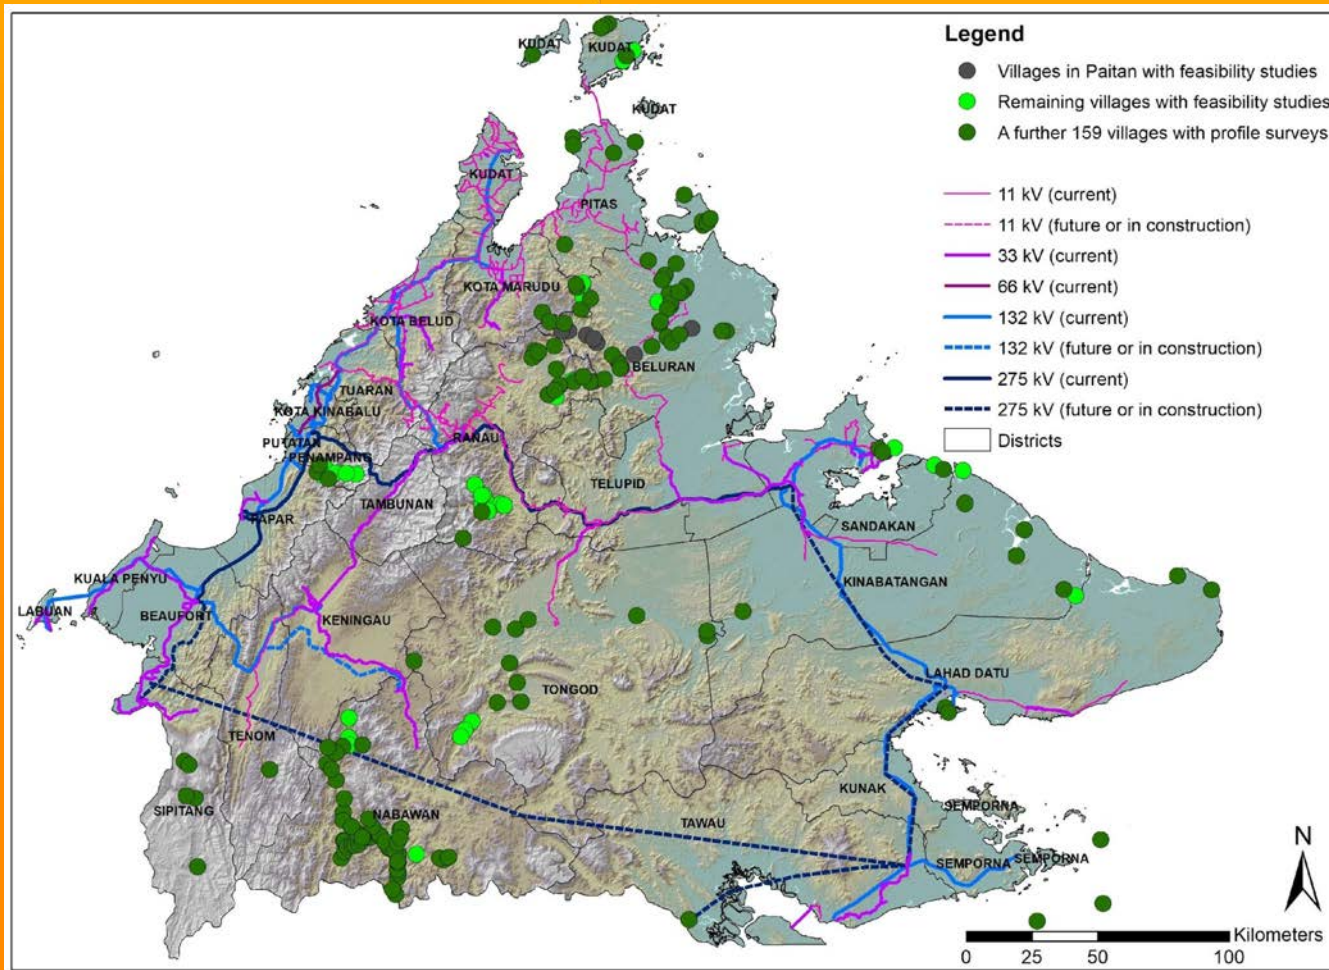 Legend
Villages in Paitan with feasibility studies
Remaining villages with feasibility studies
A further 159 villages with profile surveys
11 kV (current)
11 kV (future or in construction)
33 kV (current)
66 kV (current)
132 kV (current)
132 kV (future or in construction)
275 kV (current)
275 kV (future or in construction)
Districts
KUDAT
KUDAT
KUDAT
KUDAT
PITAS
KOTA MARUDU
KOTA BELUD
BELURAN
TUARAN
KOTA KINABALU
PUTATAN
RANAU
PENAMPANG
TELUPID
TAMBUNAN
PAPAR
SANDAKAN
KUALA PENYU
KINABATANGAN
LABUAN
BEAUFORT
KENINGAU
LAHAD DATU
TONGOD
TENOM
KUNAK
SIPITANG
NABAWAN
TAWAU
SEMPORNA
SEMPORNA
SEMPORNA
N
Kilometers
0 25 50 100